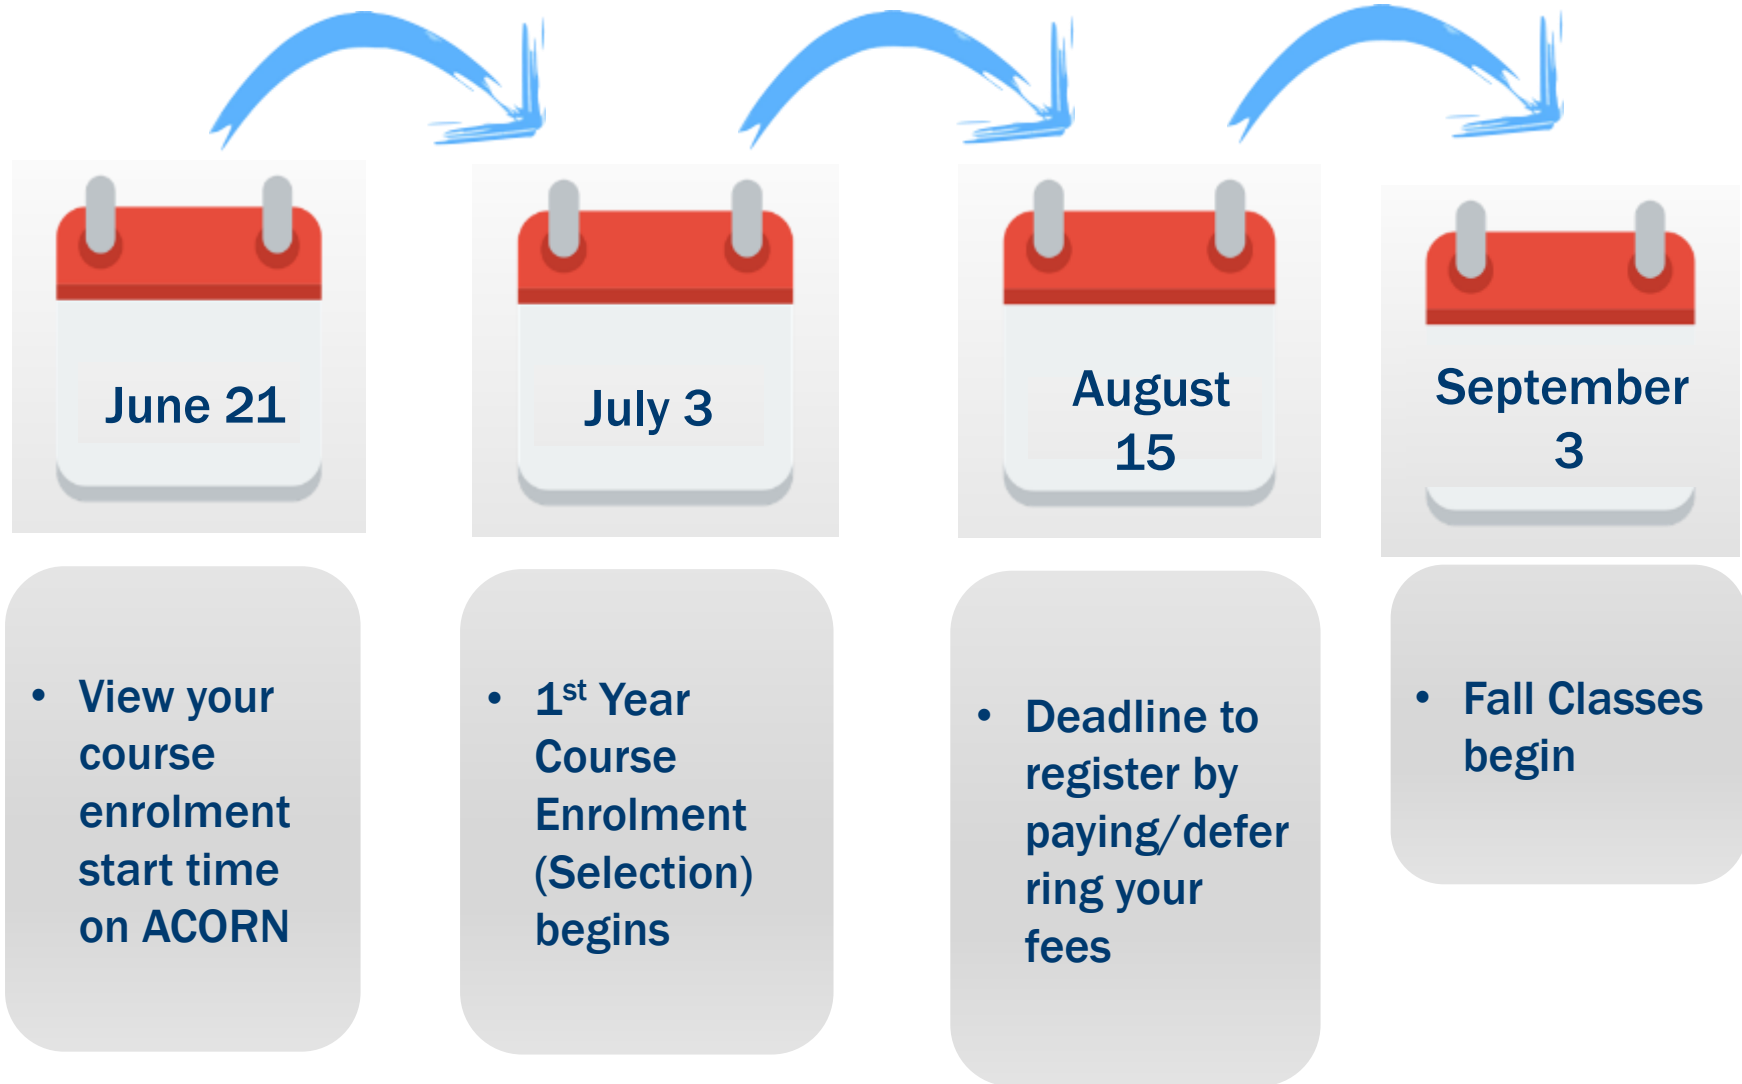 June 21
July 3
August
15
September
3
• View your
course
enrolment
start time
on ACORN
• 1st Year
Course
Enrolment
(Selection)
begins
• Deadline to
register by
paying/defer
ring your
fees
• Fall Classes
begin